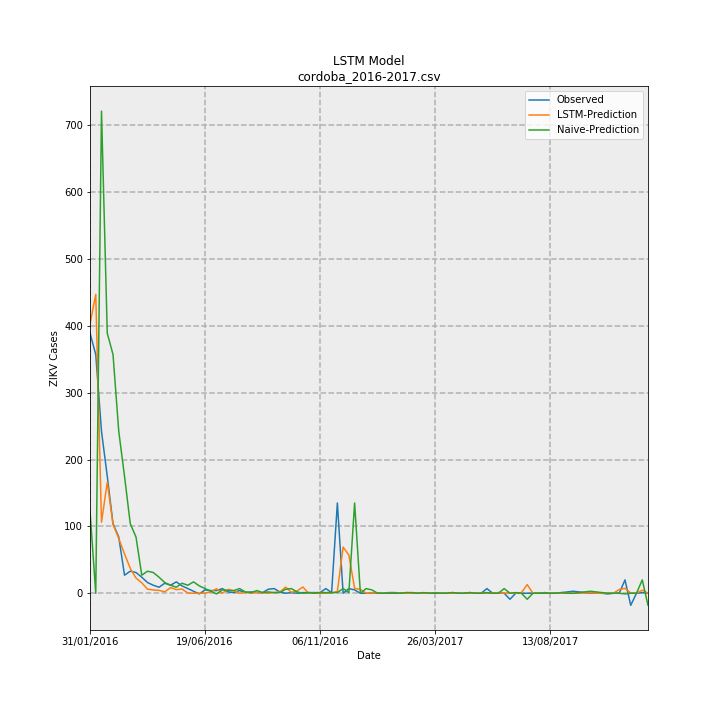 LSTM Model
cordoba_2016-2017.csv
Observed
LSTM-Prediction
Naive-Prediction
700
600
500
400
300
200
100
0
ZIKV Cases
31/01/2016
19/06/2016
06/11/2016
26/03/2017
13/08/2017
Date